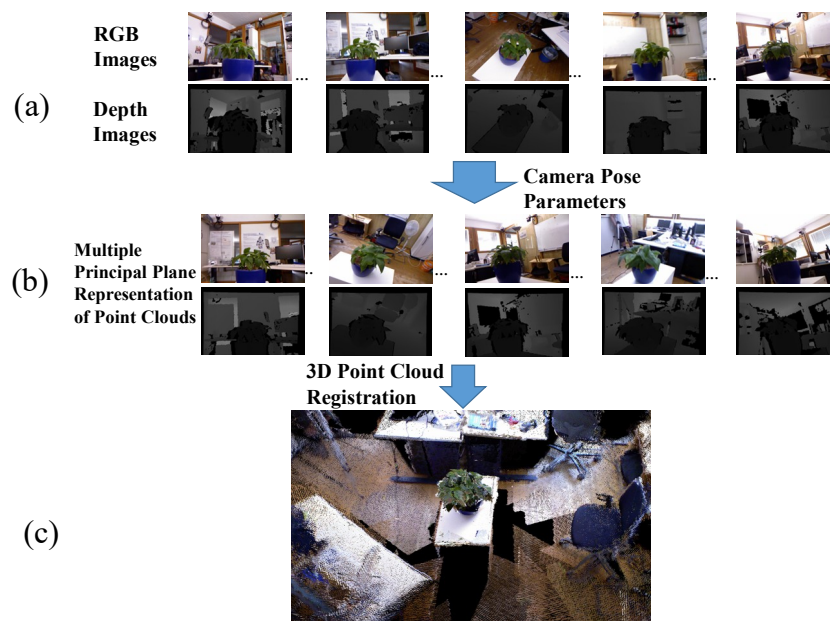 RGB
Images
... ... ... ...
(a)
Depth
Images
Camera Pose
Parameters
Multiple
Principal Plane
Representation
of Point Clouds
... ... ... ...
(b)
3D Point Cloud
Registration
(c)